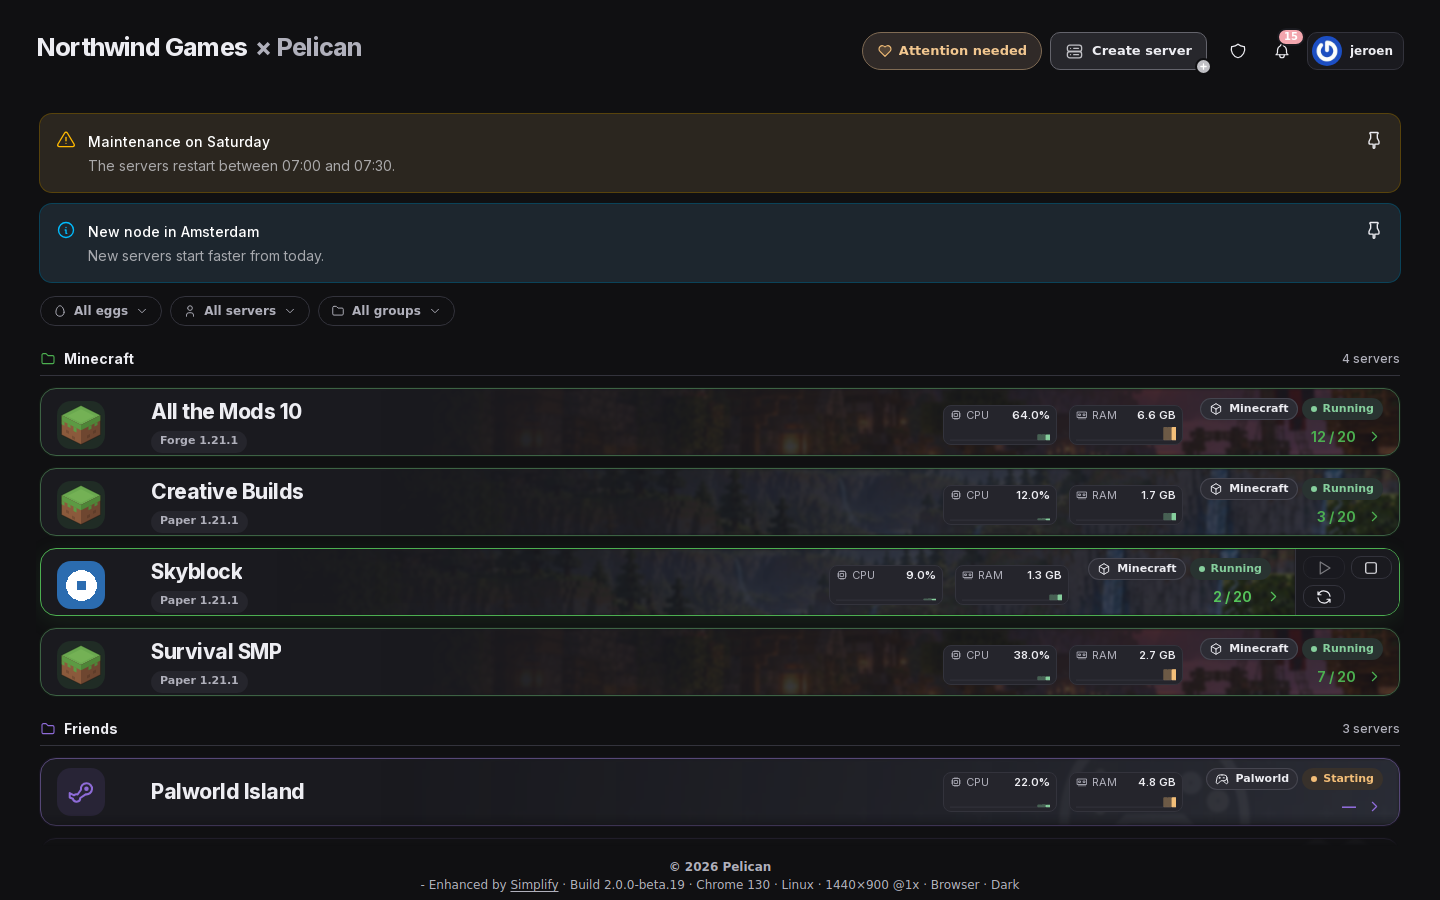 Northwind Games × Pelican
Attention needed
Create server
15
jeroen
Maintenance on Saturday
The servers restart between 07:00 and 07:30.
New node in Amsterdam
New servers start faster from today.
All eggs
All servers
All groups
Minecraft
4 servers
All the Mods 10
Forge 1.21.1
CPU 64.0%
RAM 6.6 GB
Minecraft
Running
12 / 20
Creative Builds
Paper 1.21.1
CPU 12.0%
RAM 1.7 GB
Minecraft
Running
3 / 20
Skyblock
Paper 1.21.1
CPU 9.0%
RAM 1.3 GB
Minecraft
Running
2 / 20
Survival SMP
Paper 1.21.1
CPU 38.0%
RAM 2.7 GB
Minecraft
Running
7 / 20
Friends
3 servers
Palworld Island
CPU 22.0%
RAM 4.8 GB
Palworld
Starting
—
© 2026 Pelican
- Enhanced by Simplify · Build 2.0.0-beta.19 · Chrome 130 · Linux · 1440×900 @1x · Browser · Dark